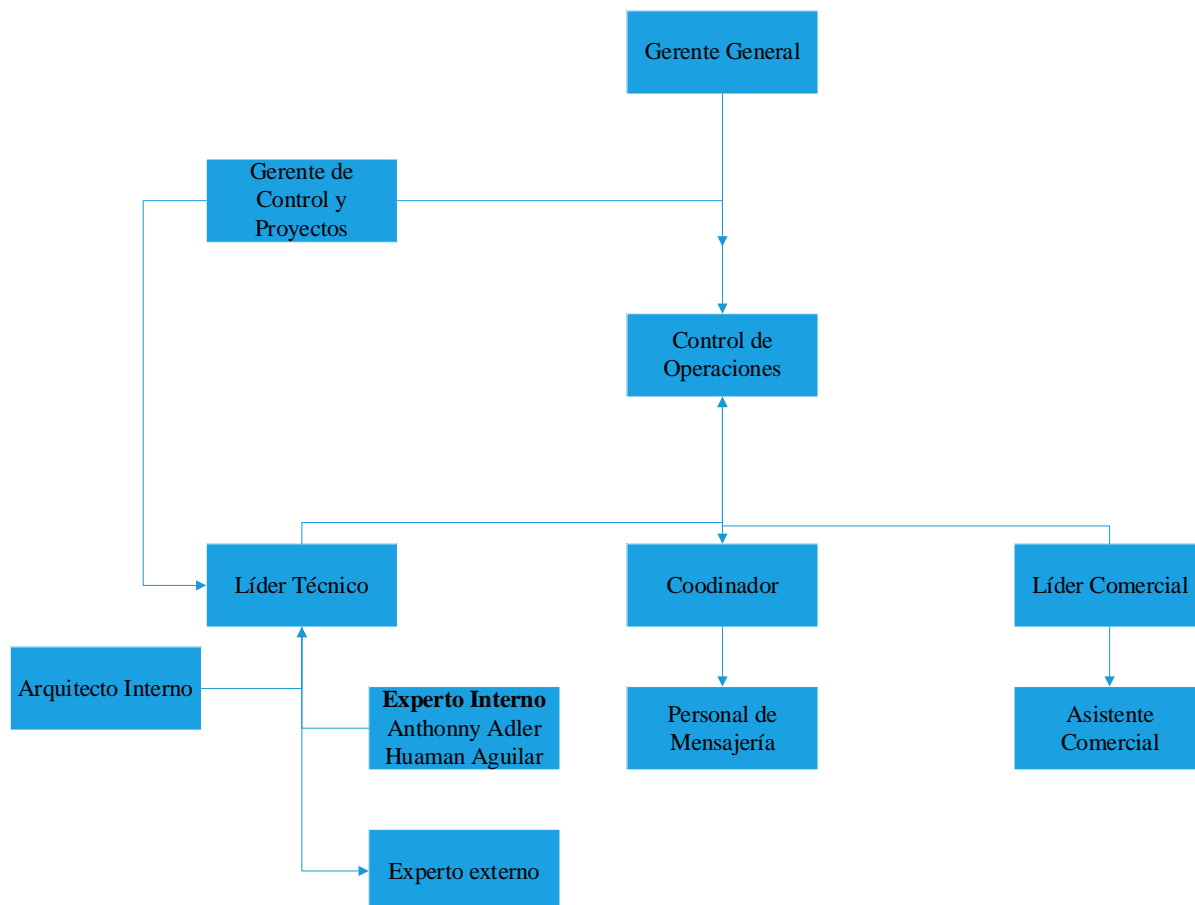 Gerente General
Gerente de
Control y
Proyectos
Control de
Operaciones
Líder Técnico
Coodinador
Líder Comercial
Arquitecto Interno
Experto Interno
Anthonny Adler
Huaman Aguilar
Personal de
Mensajería
Asistente
Comercial
Experto externo